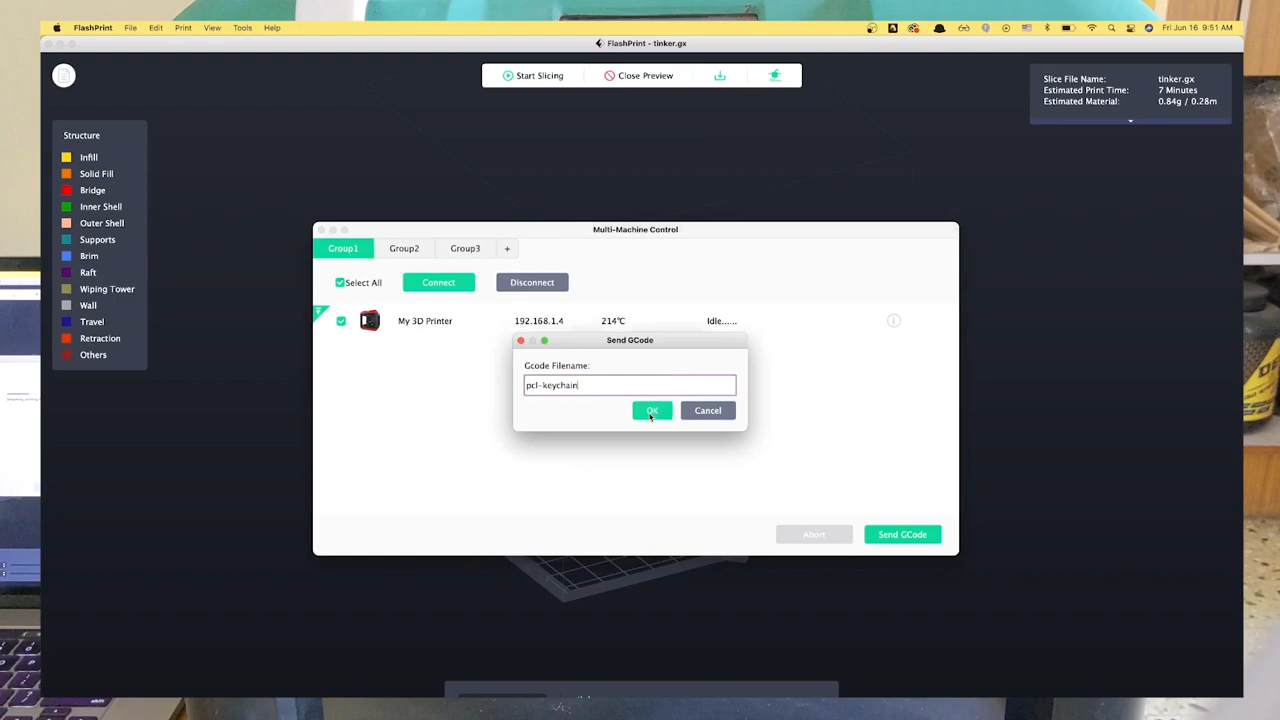 FlashPrint File Edit Print View Tools Help Fri Jun 16 9:51 AM
FlashPrint - tinker.gx
Start Slicing Close Preview
Slice File Name: tinker.gx
Estimated Print Time: 7 Minutes
Estimated Material: 0.84g / 0.28m
Structure
Infill
Solid Fill
Bridge
Inner Shell
Outer Shell
Supports
Brim
Raft
Wiping Tower
Wall
Travel
Retraction
Others
Multi-Machine Control
Group1 Group2 Group3 +
Select All Connect Disconnect
My 3D Printer 192.168.1.4 214℃ Idle......
Send GCode
Gcode Filename:
pcl-keychain
OK Cancel
Abort Send GCode